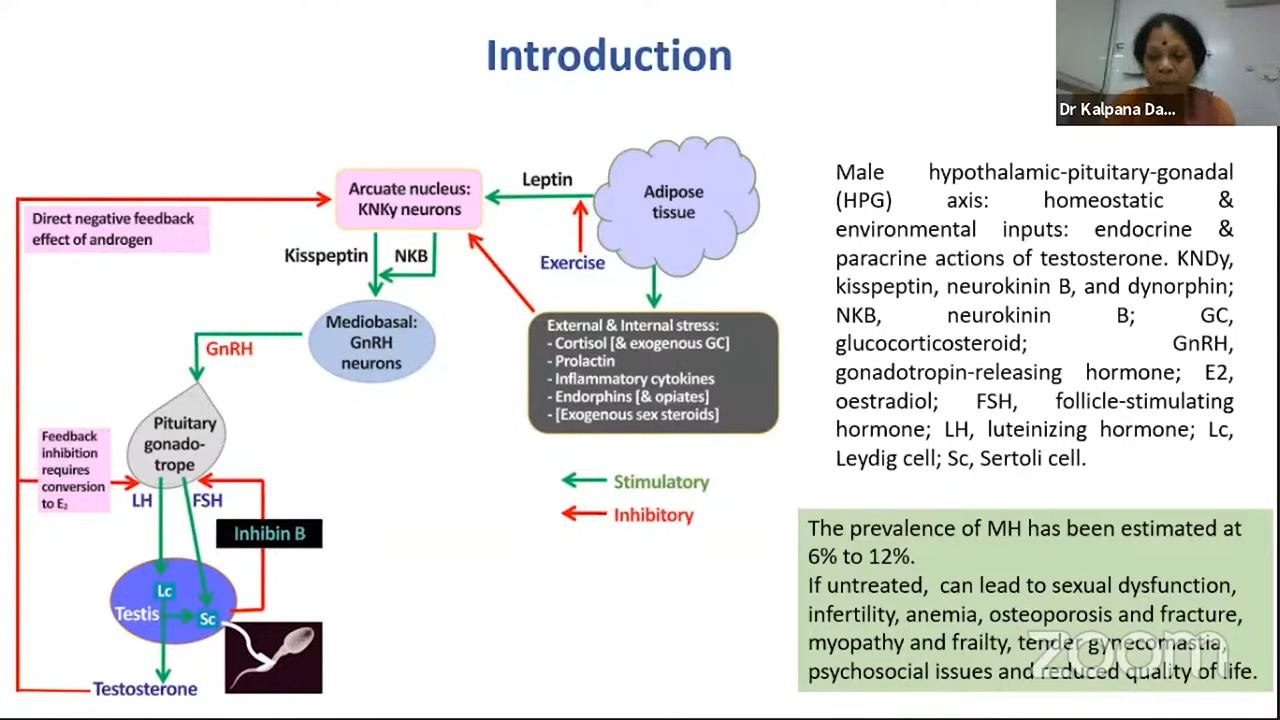 Introduction
Dr Kalpana Da...
Arcuate nucleus:
KNKy neurons
Leptin
Adipose
tissue
Direct negative feedback
effect of androgen
Kisspeptin
NKB
Exercise
Mediobasal:
GnRH
neurons
GnRH
External & Internal stress:
- Cortisol [& exogenous GC]
- Prolactin
- Inflammatory cytokines
- Endorphins [& opiates]
- [Exogenous sex steroids]
Pituitary
gonado-
trope
Feedback
inhibition
requires
conversion
to E₂
LH
FSH
Inhibin B
Stimulatory
Inhibitory
Lc
Testis
Sc
Testosterone
Male hypothalamic-pituitary-gonadal
(HPG) axis: homeostatic &
environmental inputs: endocrine &
paracrine actions of testosterone. KNDy,
kisspeptin, neurokinin B, and dynorphin;
NKB, neurokinin B; GC,
glucocorticosteroid; GnRH,
gonadotropin-releasing hormone; E2,
oestradiol; FSH, follicle-stimulating
hormone; LH, luteinizing hormone; Lc,
Leydig cell; Sc, Sertoli cell.
The prevalence of MH has been estimated at
6% to 12%.
If untreated, can lead to sexual dysfunction,
infertility, anemia, osteoporosis and fracture,
myopathy and frailty, tender gynecomastia,
psychosocial issues and reduced quality of life.
zoom